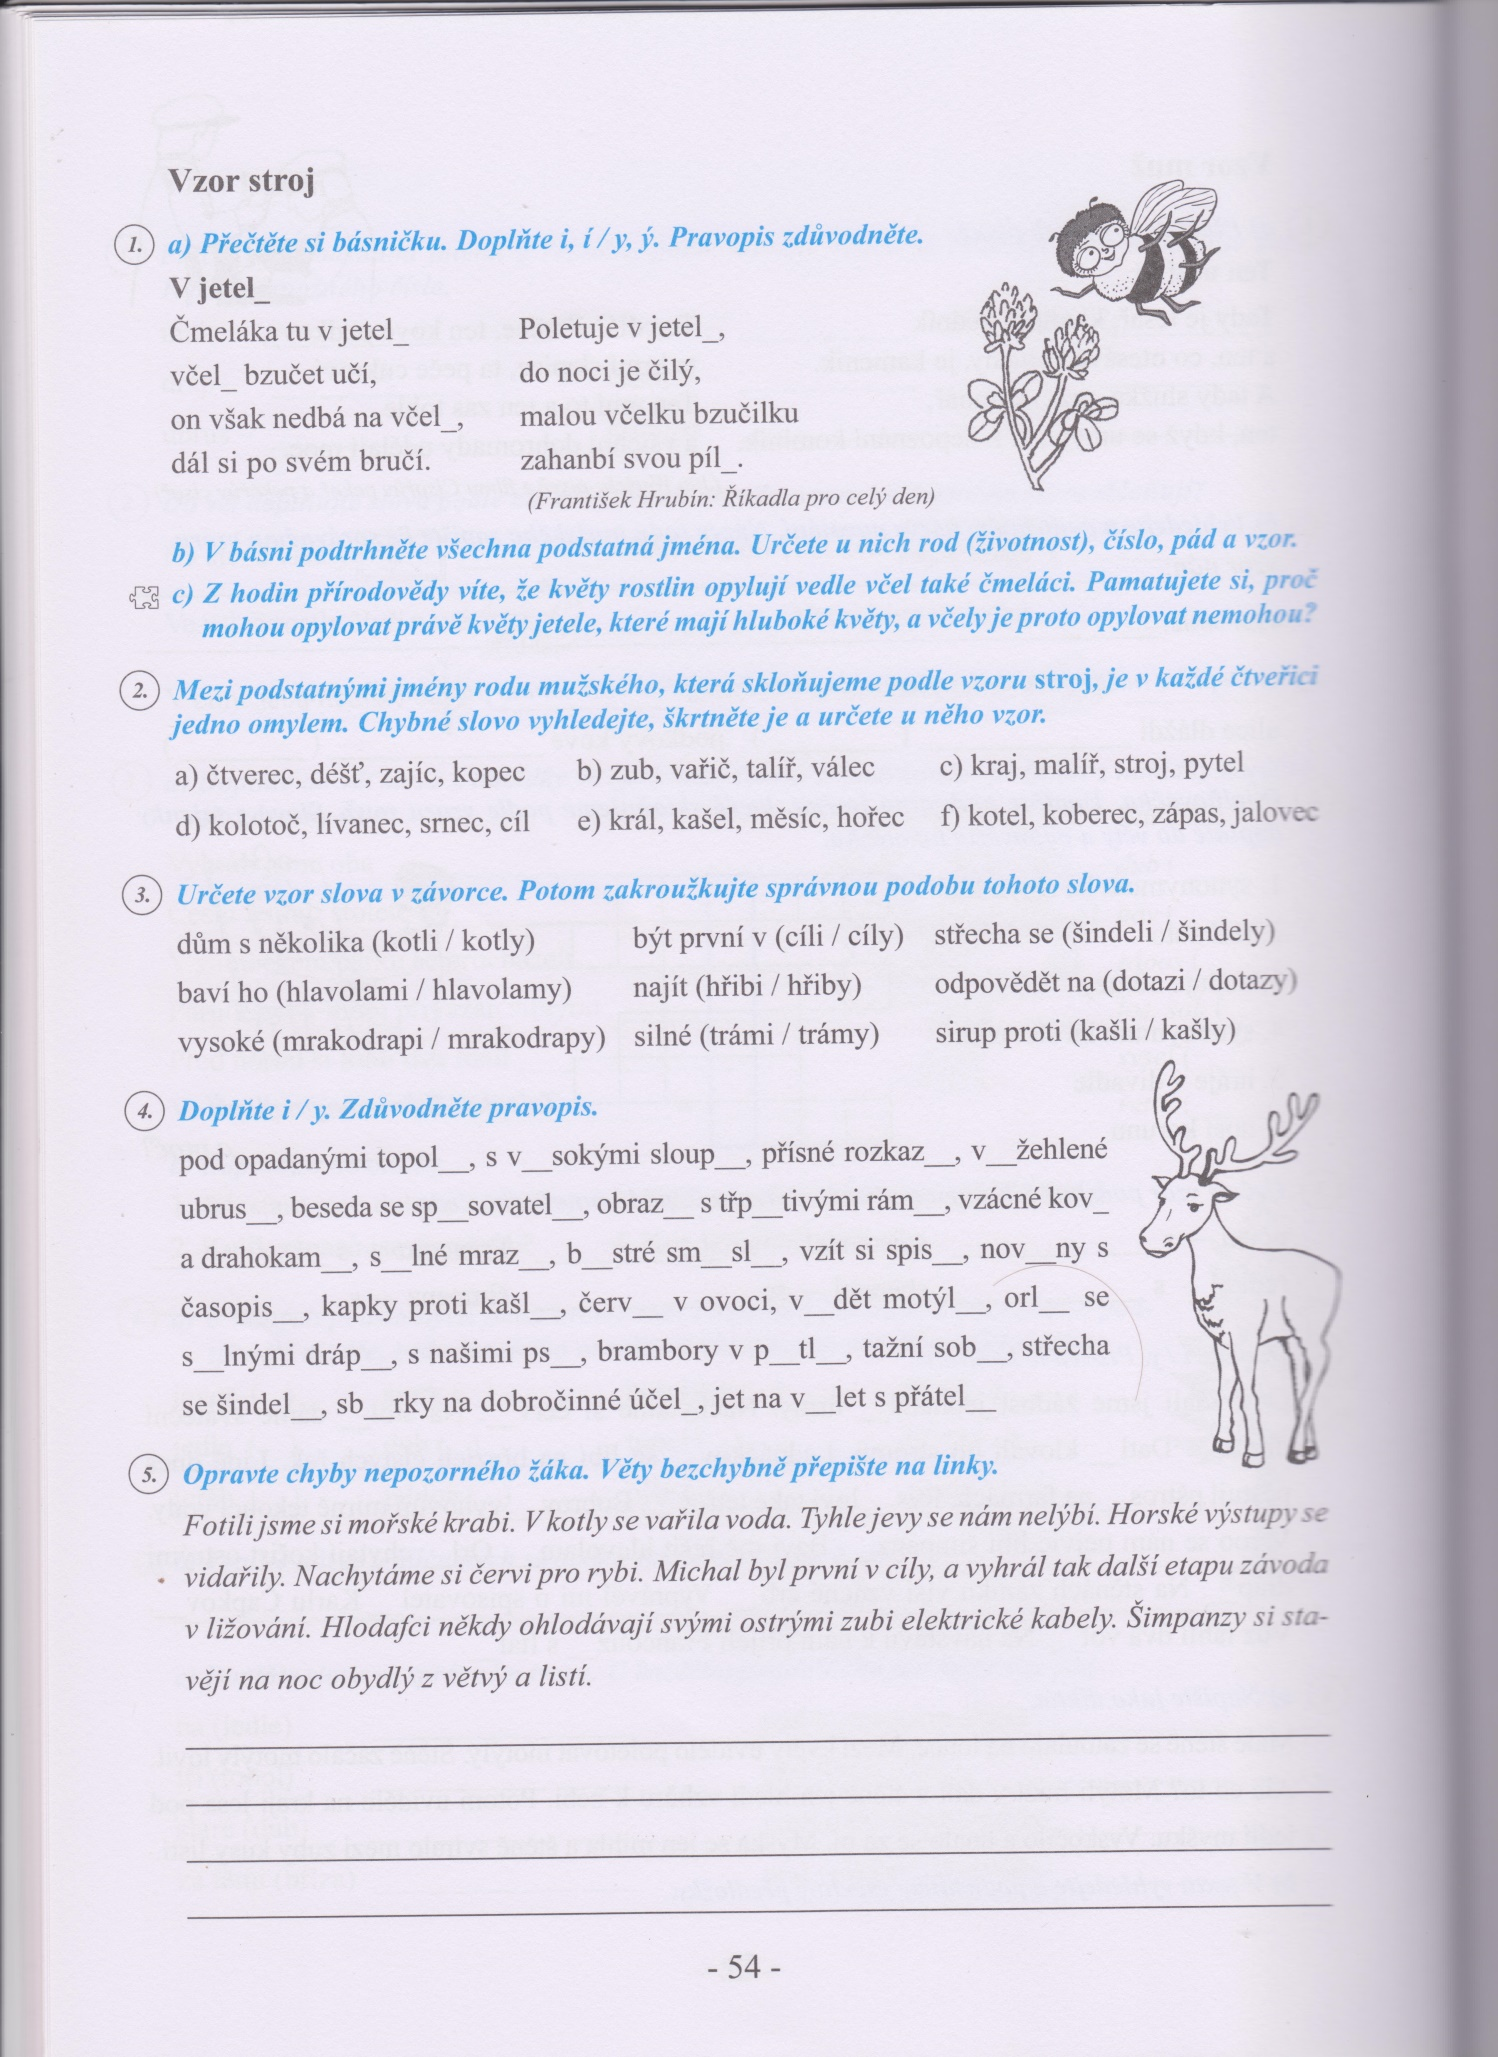 Vzor stroj
1. a) Přečtěte si básničku. Doplňte i, í / y, ý. Pravopis zdůvodněte.
V jetel_
Čmeláka tu v jetel_
včel_ bzučet učí,
on však nedbá na včel_,
dál si po svém bručí.
Poletuje v jetel_,
do noci je čilý,
malou včelku bzučilku
zahanbí svou píl_.
(František Hrubín: Říkadla pro celý den)
b) V básni podtrhněte všechna podstatná jména. Určete u nich rod (životnost), číslo, pád a vzor.
c) Z hodin přírodovědy víte, že květy rostlin opylují vedle včel také čmeláci. Pamatujete si, proč
mohou opylovat právě květy jetele, které mají hluboké květy, a včely je proto opylovat nemohou?
2. Mezi podstatnými jmény rodu mužského, která skloňujeme podle vzoru stroj, je v každé čtveřici
jedno omylem. Chybné slovo vyhledejte, škrtněte je a určete u něho vzor.
a) čtverec, déšť, zajíc, kopec b) zub, vařič, talíř, válec c) kraj, malíř, stroj, pytel
d) kolotoč, lívanec, srnec, cíl e) král, kašel, měsíc, hořec f) kotel, koberec, zápas, jalovec
3. Určete vzor slova v závorce. Potom zakroužkujte správnou podobu tohoto slova.
dům s několika (kotli / kotly) být první v (cíli / cíly) střecha se (šindeli / šindely)
baví ho (hlavolami / hlavolamy) najít (hřibi / hřiby) odpovědět na (dotazi / dotazy)
vysoké (mrakodrapi / mrakodrapy) silné (trámi / trámy) sirup proti (kašli / kašly)
4. Doplňte i / y. Zdůvodněte pravopis.
pod opadanými topol__, s v__sokými sloup__, přísné rozkaz__, v__žehlené
ubrus__, beseda se sp__sovatel__, obraz__ s třp__tivými rám__, vzácné kov_
a drahokam__, s__lné mraz__, b__stré sm__sl__, vzít si spis__, nov__ny s
časopis__, kapky proti kašl__, červ__ v ovoci, v__dět motýl__, orl__ se
s__lnými dráp__, s našimi ps__, brambory v p__tl__, tažní sob__, střecha
se šindel__, sb__rky na dobročinné účel_, jet na v__let s přátel__
5. Opravte chyby nepozorného žáka. Věty bezchybně přepište na linky.
Fotili jsme si mořské krabi. V kotly se vařila voda. Tyhle jevy se nám nelýbí. Horské výstupy se
vidařily. Nachytáme si červi pro rybi. Michal byl první v cíly, a vyhrál tak další etapu závoda
v ližování. Hlodafci někdy ohlodávají svými ostrými zubi elektrické kabely. Šimpanzy si sta-
vějí na noc obydlý z větvý a listí.
- 54 -